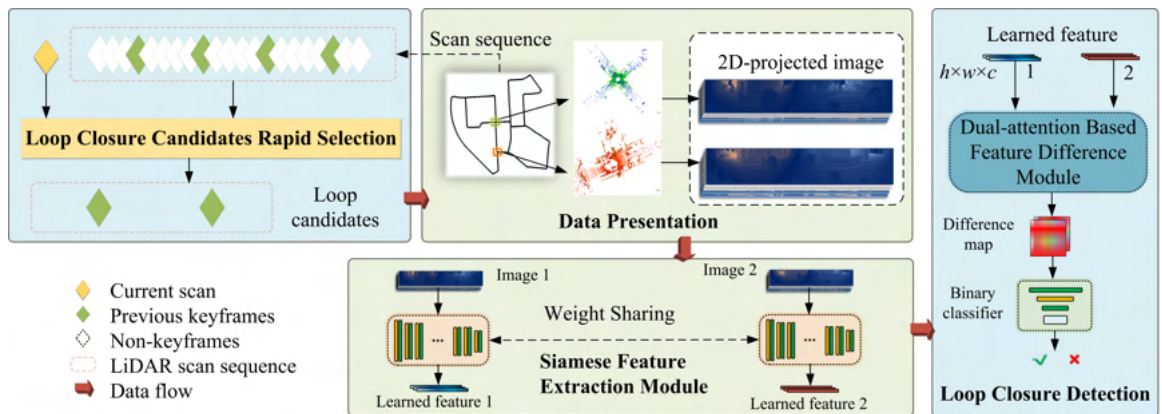 Loop Closure Candidates Rapid Selection
Loop
candidates
Scan sequence
2D-projected image
Data Presentation
Learned feature
h×w×c
1
2
Dual-attention Based
Feature Difference
Module
Difference
map
Binary
classifier
Loop Closure Detection
Current scan
Previous keyframes
Non-keyframes
LiDAR scan sequence
Data flow
Image 1
Image 2
Weight Sharing
...
...
Siamese Feature
Extraction Module
Learned feature 1
Learned feature 2